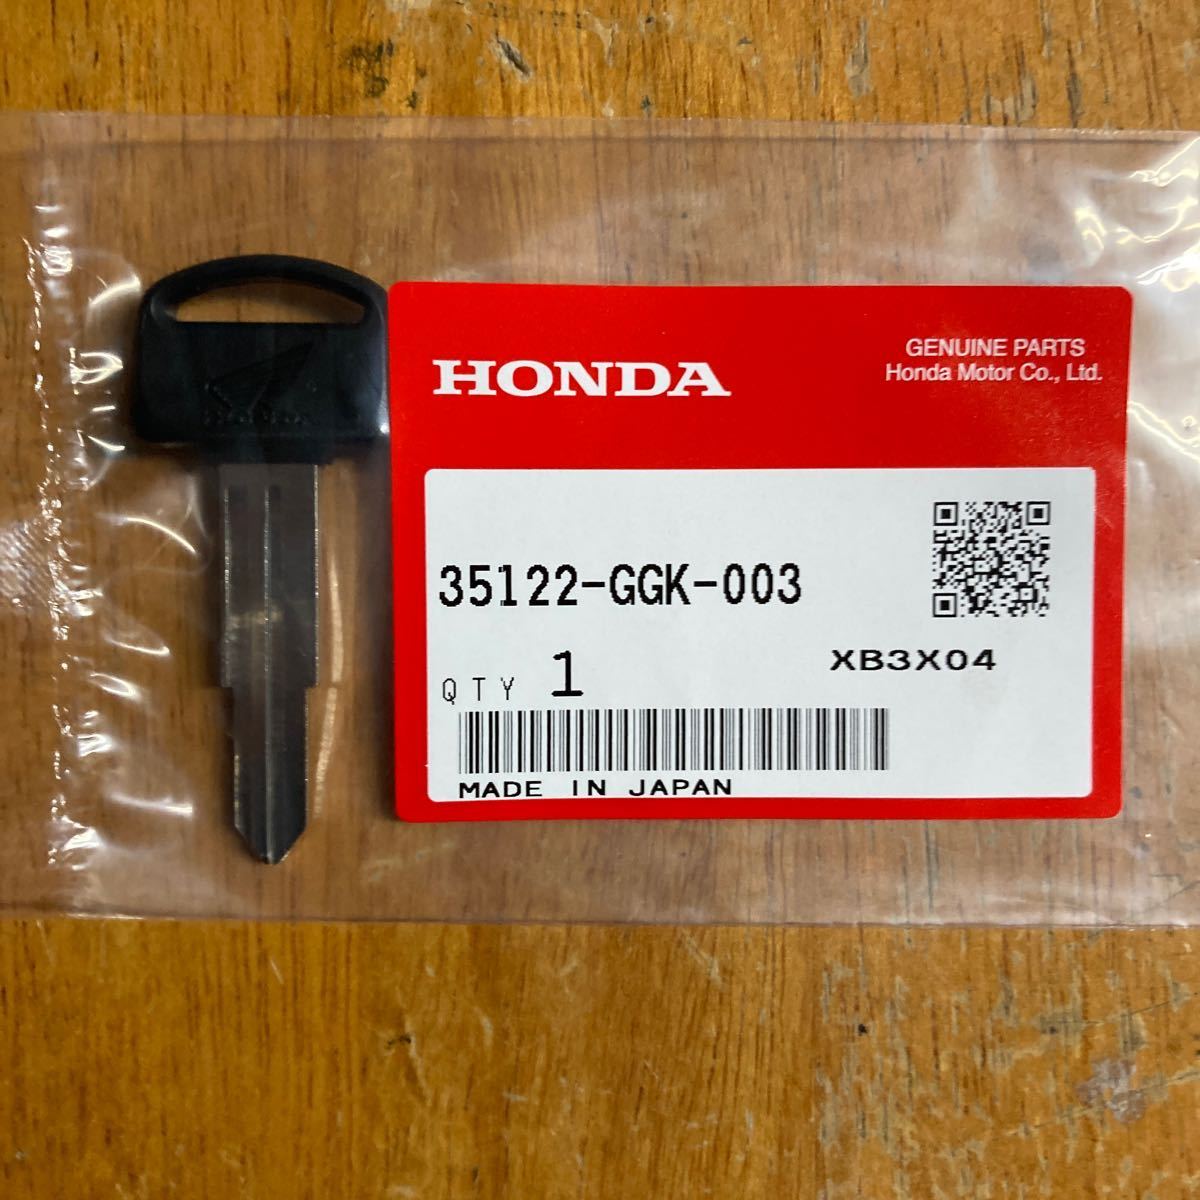 HONDA
GENUINE PARTS
Honda Motor Co., Ltd.
35122-GGK-003
XB3X04
QTY 1
MADE IN JAPAN